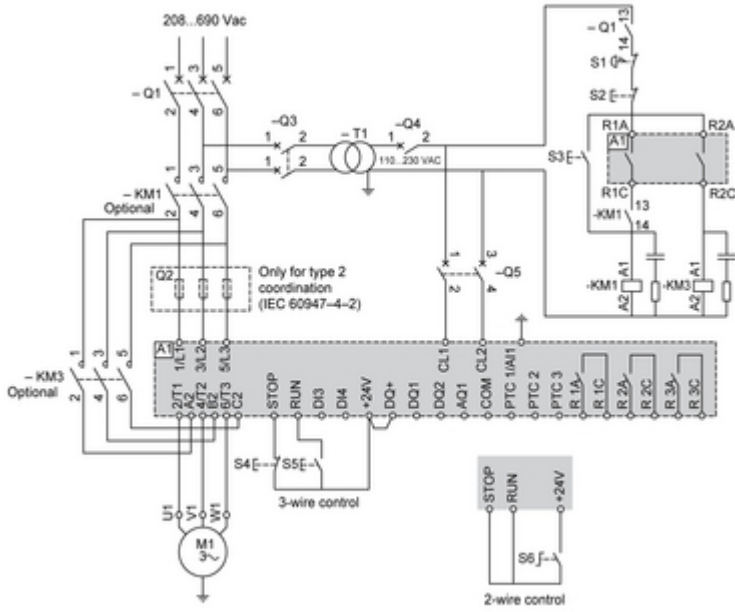 208...690 Vac
1 3 5
– Q1
2 4 6
–Q3
1 2
1 2
– T1
–Q4
1 2
110...230 VAC
13
–Q1
14
S1
S2
R1A R2A
S3
A1
R1C R2C
13
-KM1
14
A1 A1
-KM1 -KM3
A2 A2
1 3 5
– KM1
Optional
2 4 6
Q2
Only for type 2
coordination
(IEC 60947–4–2)
1 3
–Q5
2 4
1 3 5
– KM3
Optional
2 4 6
A1
1/L1 3/L2 5/L3 CL1 CL2 PTC 1/AI1
2/T1 A2 4/T2 B2 6/T3 C2 STOP RUN DI3 DI4 +24V DQ+ DQ1 DQ2 AQ1 COM PTC 2 PTC 3 R 1A R 1C R 2A R 2C R 3A R 3C
S4 S5
3-wire control
U1 V1 W1
M1
3~
STOP RUN +24V
S6
2-wire control